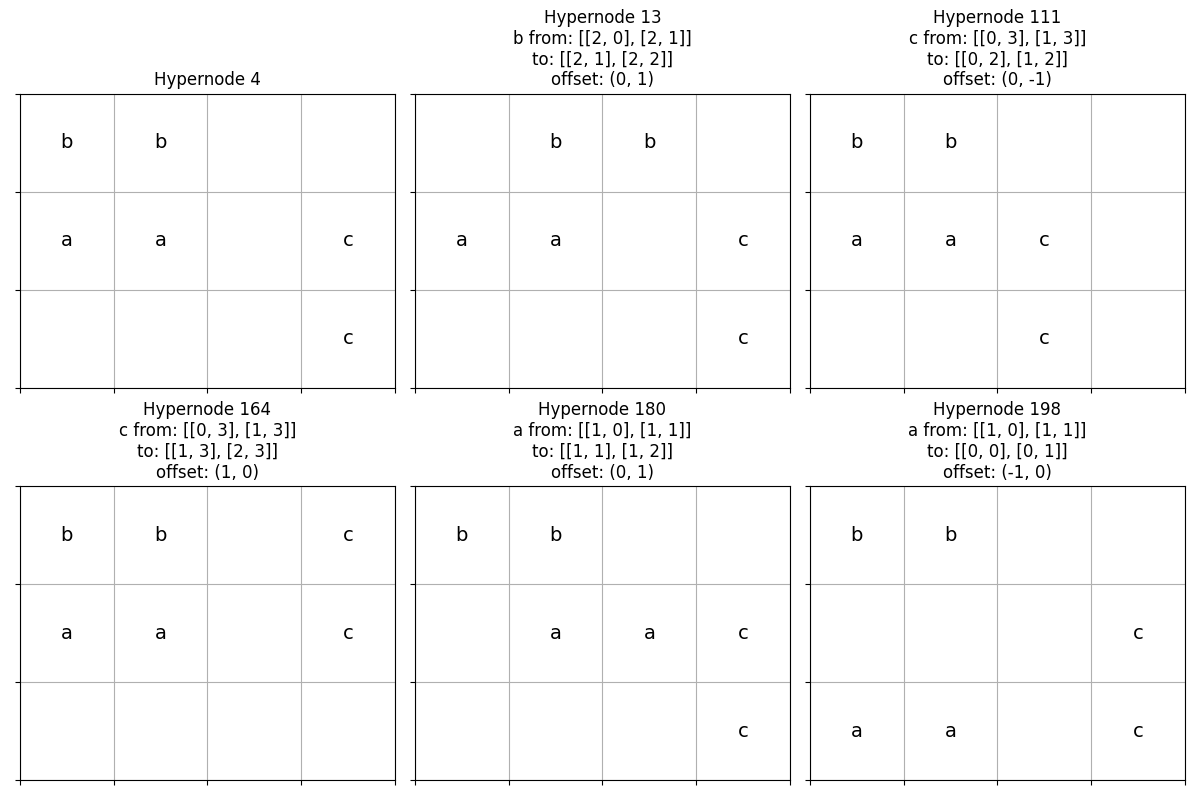 Hypernode 4
b b
a a c
c
Hypernode 13
b from: [[2, 0], [2, 1]]
to: [[2, 1], [2, 2]]
offset: (0, 1)
b b
a a c
c
Hypernode 111
c from: [[0, 3], [1, 3]]
to: [[0, 2], [1, 2]]
offset: (0, -1)
b b
a a c
c
Hypernode 164
c from: [[0, 3], [1, 3]]
to: [[1, 3], [2, 3]]
offset: (1, 0)
b b c
a a c
Hypernode 180
a from: [[1, 0], [1, 1]]
to: [[1, 1], [1, 2]]
offset: (0, 1)
b b
a a c
c
Hypernode 198
a from: [[1, 0], [1, 1]]
to: [[0, 0], [0, 1]]
offset: (-1, 0)
b b
c
a a c